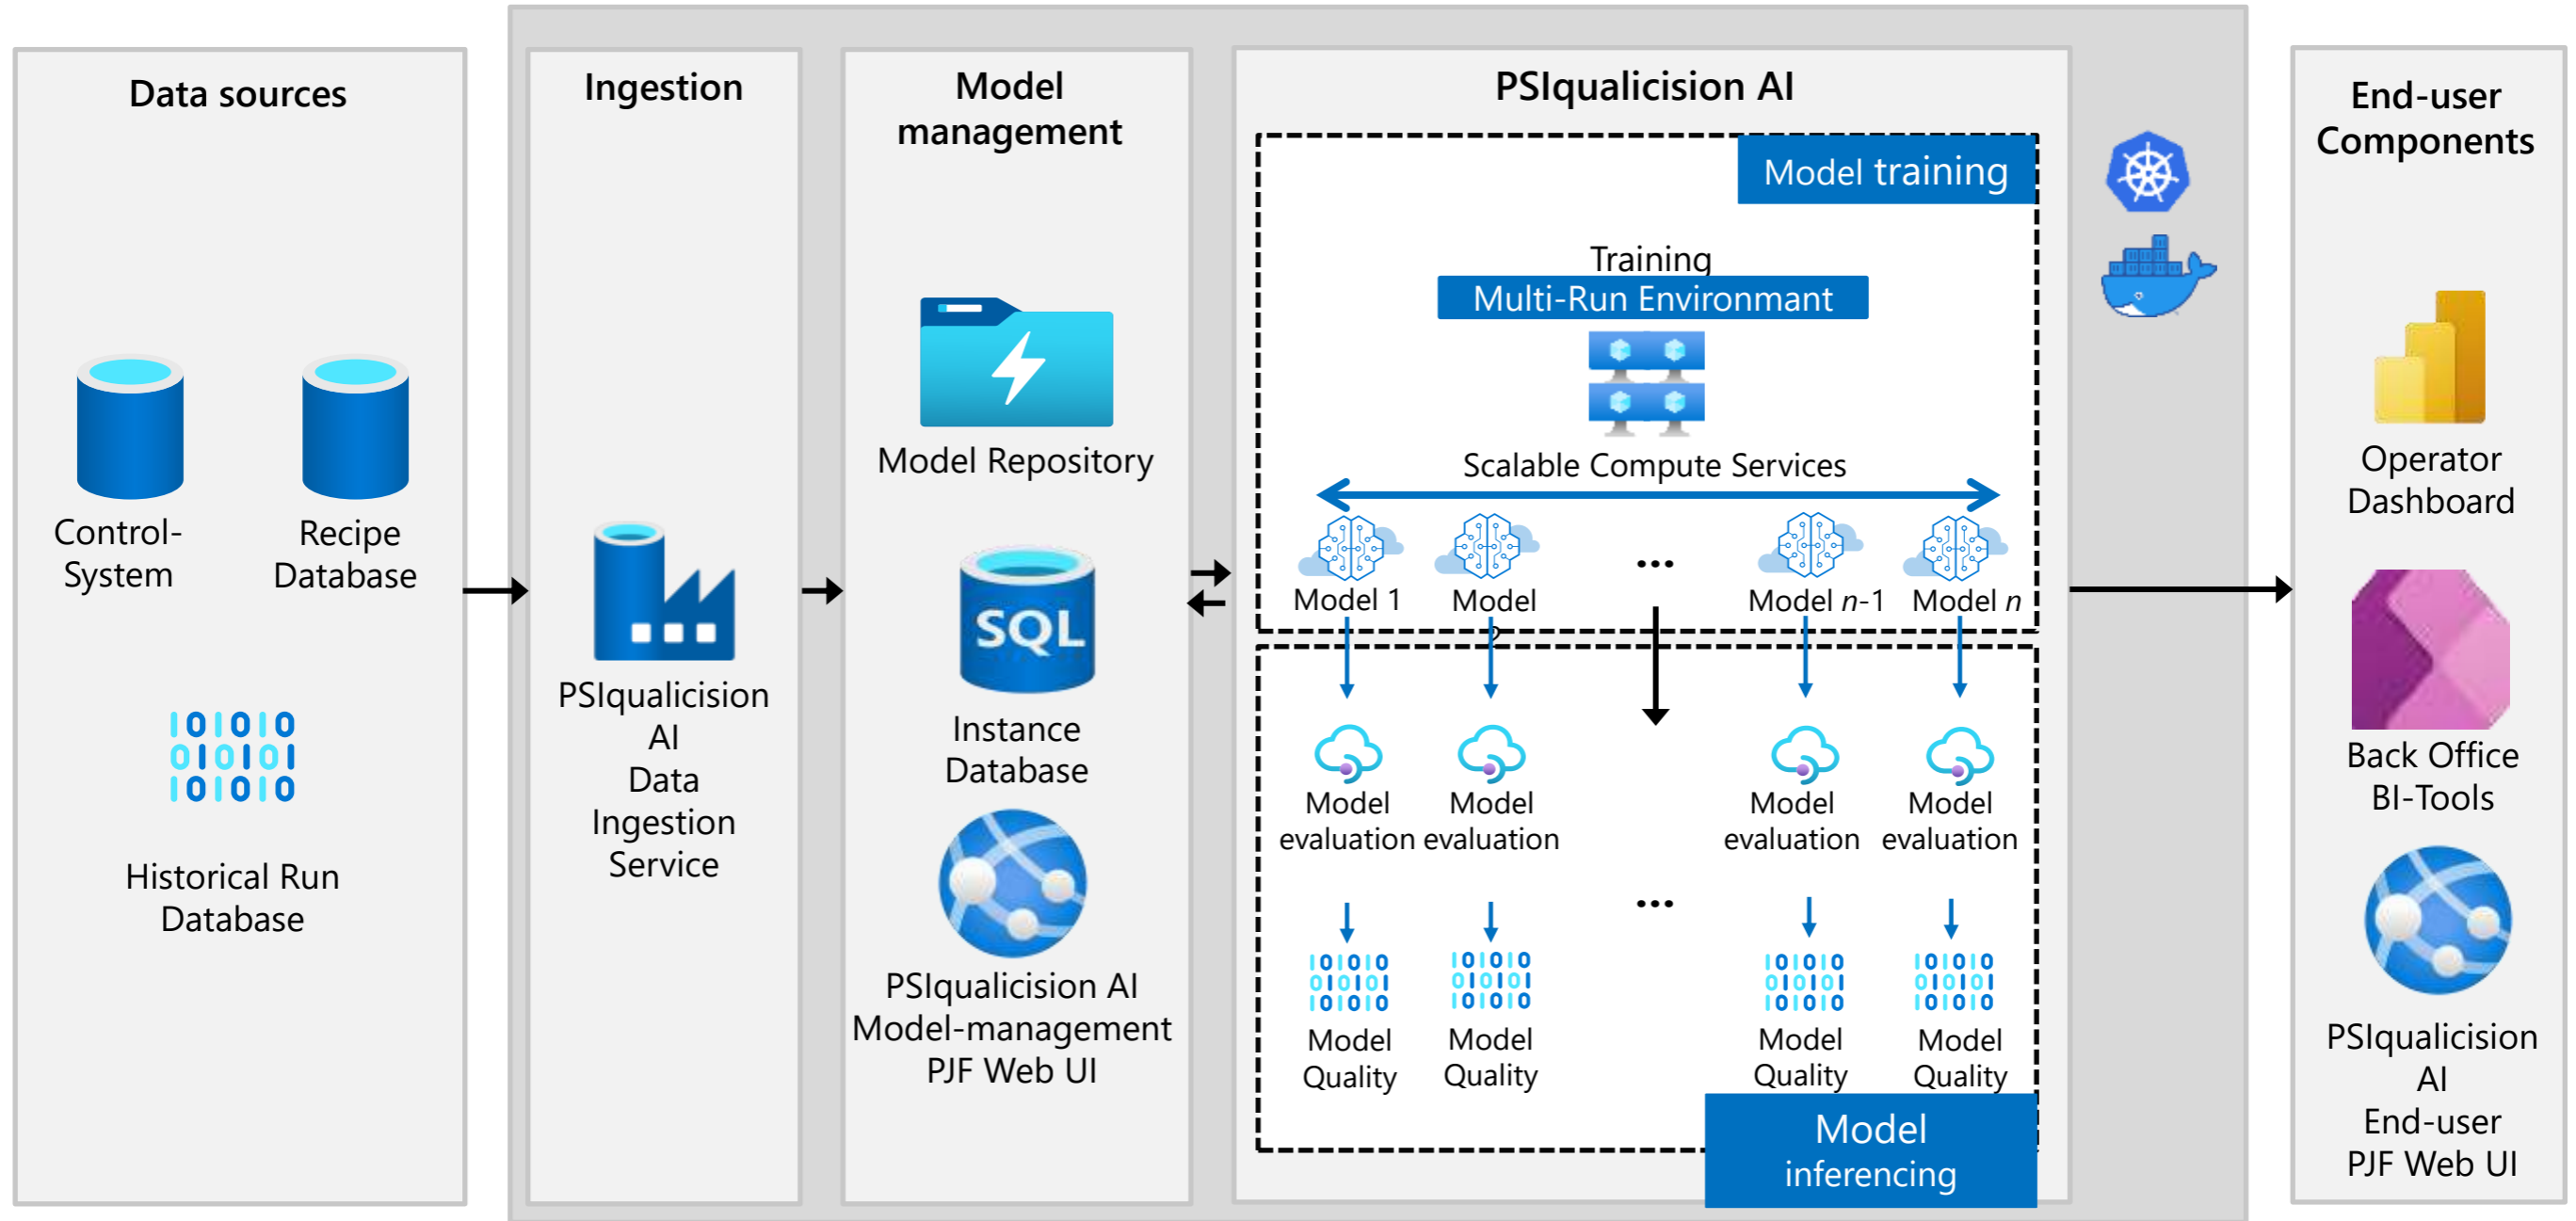 Data sources
Control-
System
Recipe
Database
Historical Run
Database
Ingestion
PSIqualicision
AI
Data
Ingestion
Service
Model
management
Model Repository
SQL
Instance
Database
PSIqualicision AI
Model-management
PJF Web UI
PSIqualicision AI
Model training
Training
Multi-Run Environmant
Scalable Compute Services
...
Model 1
Model
Model n-1
Model n
Model
evaluation
Model
evaluation
Model
evaluation
Model
evaluation
...
Model
Quality
Model
Quality
Model
Quality
Model
Quality
Model
inferencing
End-user
Components
Operator
Dashboard
Back Office
BI-Tools
PSIqualicision
AI
End-user
PJF Web UI